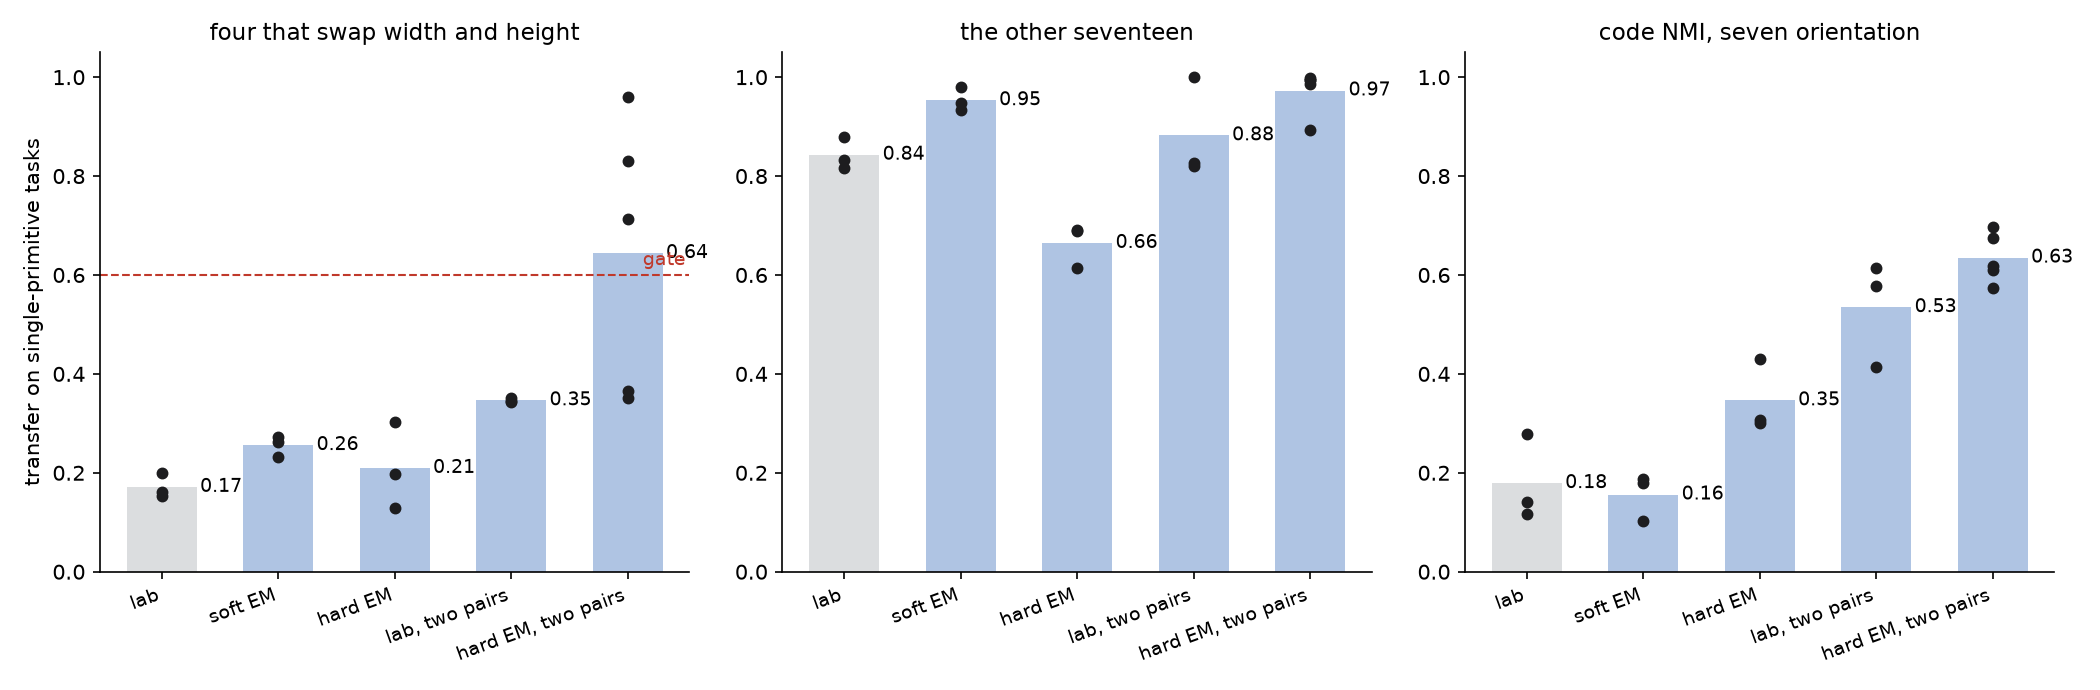 four that swap width and height
transfer on single-primitive tasks
1.0
0.8
0.6
0.4
0.2
0.0
0.17
0.26
0.21
0.35
0.64
gate
lab
soft EM
hard EM
lab, two pairs
hard EM, two pairs
the other seventeen
1.0
0.8
0.6
0.4
0.2
0.0
0.84
0.95
0.66
0.88
0.97
lab
soft EM
hard EM
lab, two pairs
hard EM, two pairs
code NMI, seven orientation
1.0
0.8
0.6
0.4
0.2
0.0
0.18
0.16
0.35
0.53
0.63
lab
soft EM
hard EM
lab, two pairs
hard EM, two pairs